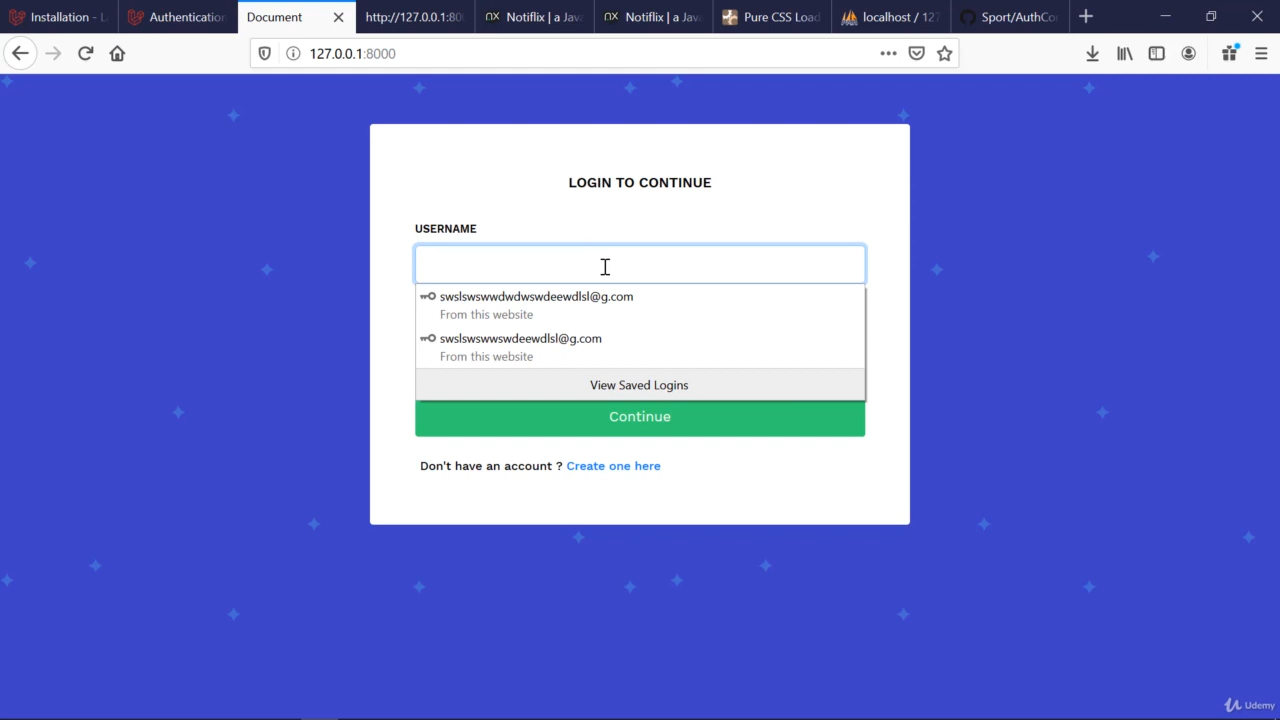 Installation - L
Authentication
Document
http://127.0.0.1:80
Notiflix | a Java
Notiflix | a Java
Pure CSS Load
localhost / 127
Sport/AuthCo
127.0.0.1:8000
LOGIN TO CONTINUE
USERNAME
swslswswwdwdwswdeewdlsl@g.com
From this website
swslswswwswdeewdlsl@g.com
From this website
View Saved Logins
Continue
Don't have an account ? Create one here
Udemy